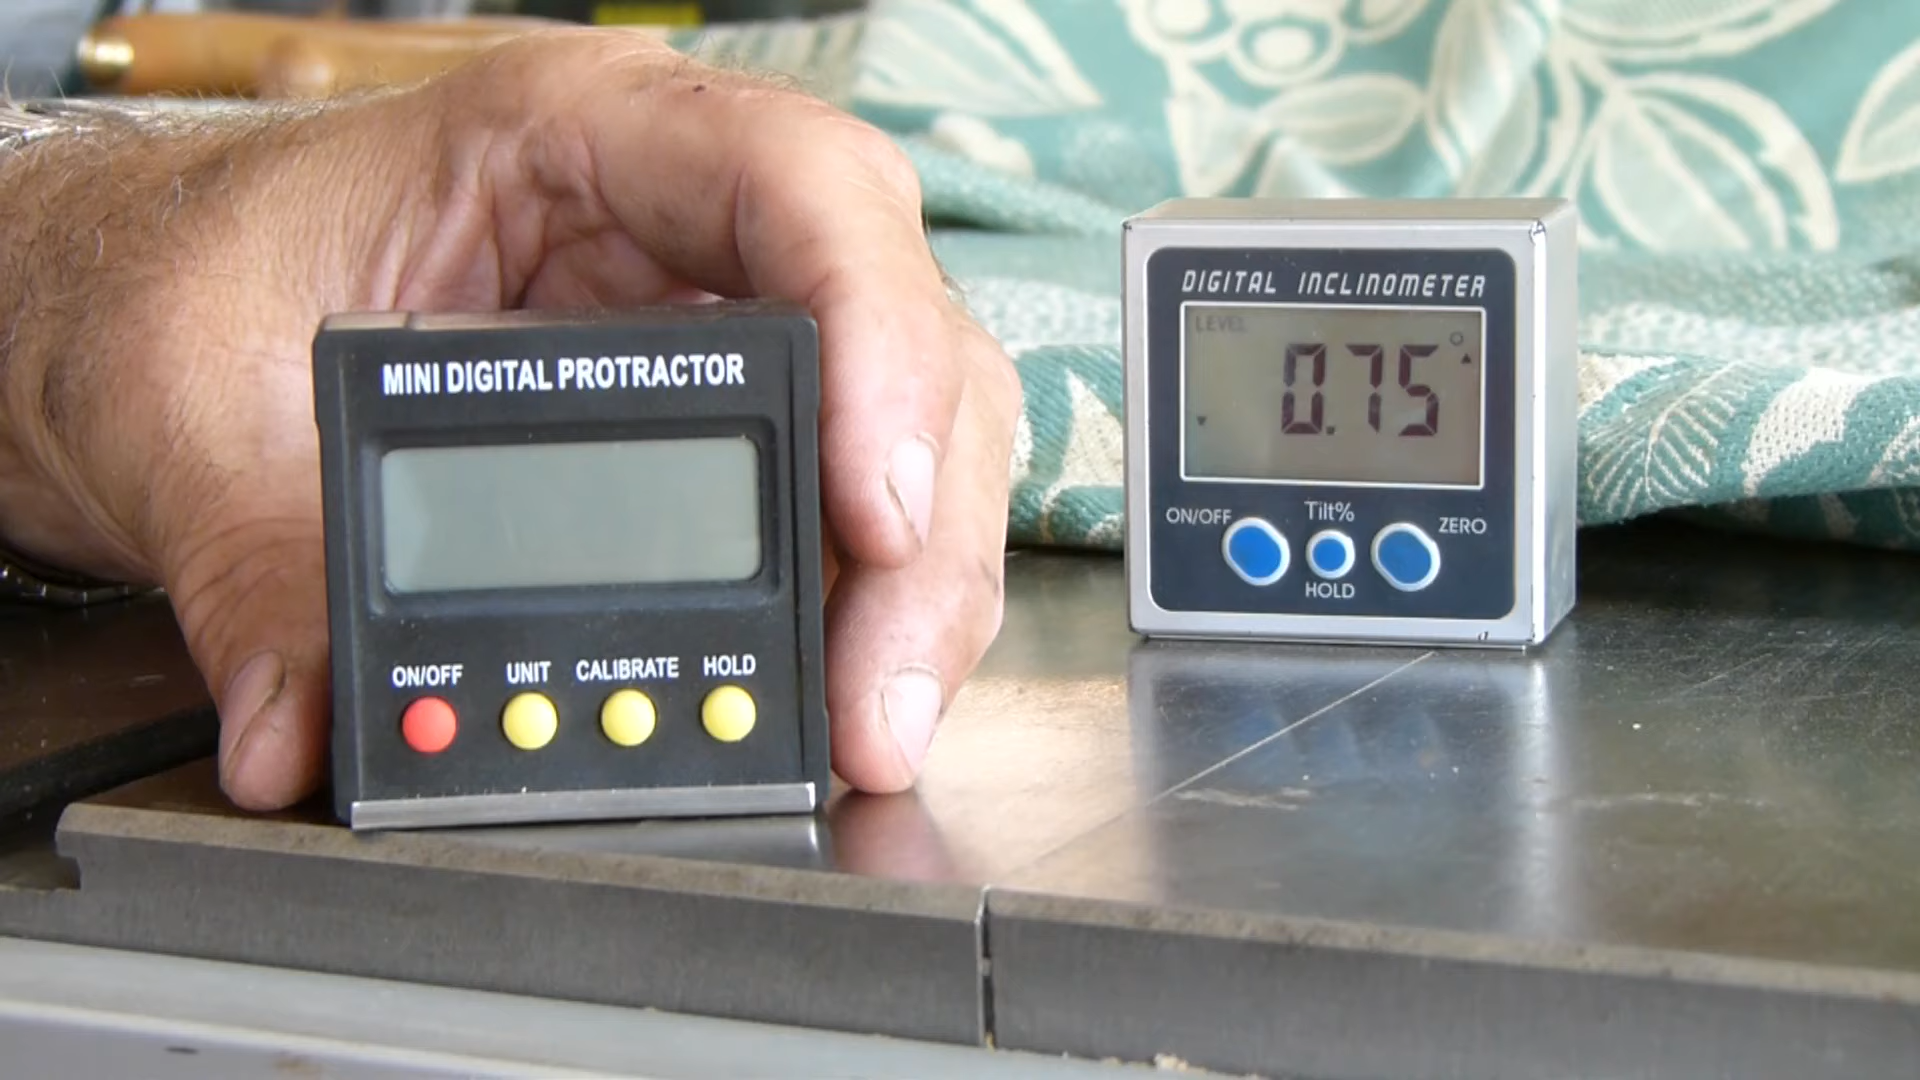 MINI DIGITAL PROTRACTOR
ON/OFF UNIT CALIBRATE HOLD
DIGITAL INCLINOMETER
LEVEL
0.75°
ON/OFF Tilt% ZERO
HOLD